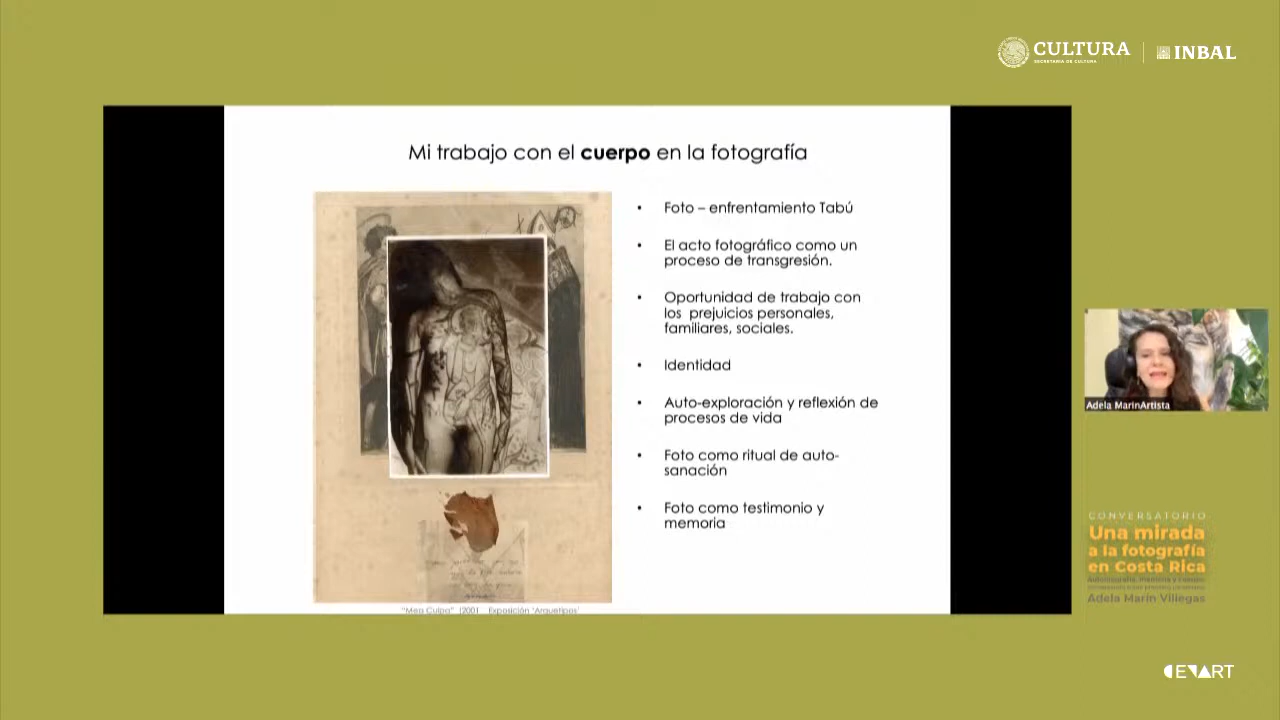 CULTURA
SECRETARÍA DE CULTURA
INBAL
Mi trabajo con el cuerpo en la fotografía
• Foto – enfrentamiento Tabú
• El acto fotográfico como un
proceso de transgresión.
• Oportunidad de trabajo con
los prejuicios personales,
familiares, sociales.
• Identidad
• Auto-exploración y reflexión de
procesos de vida
• Foto como ritual de auto-
sanación
• Foto como testimonio y
memoria
"Mea Culpa" |2001 Exposición 'Arquetipos'
Adela MarinArtista
CONVERSATORIO
Una mirada
a la fotografía
en Costa Rica
Adela Marín Villegas
CENART